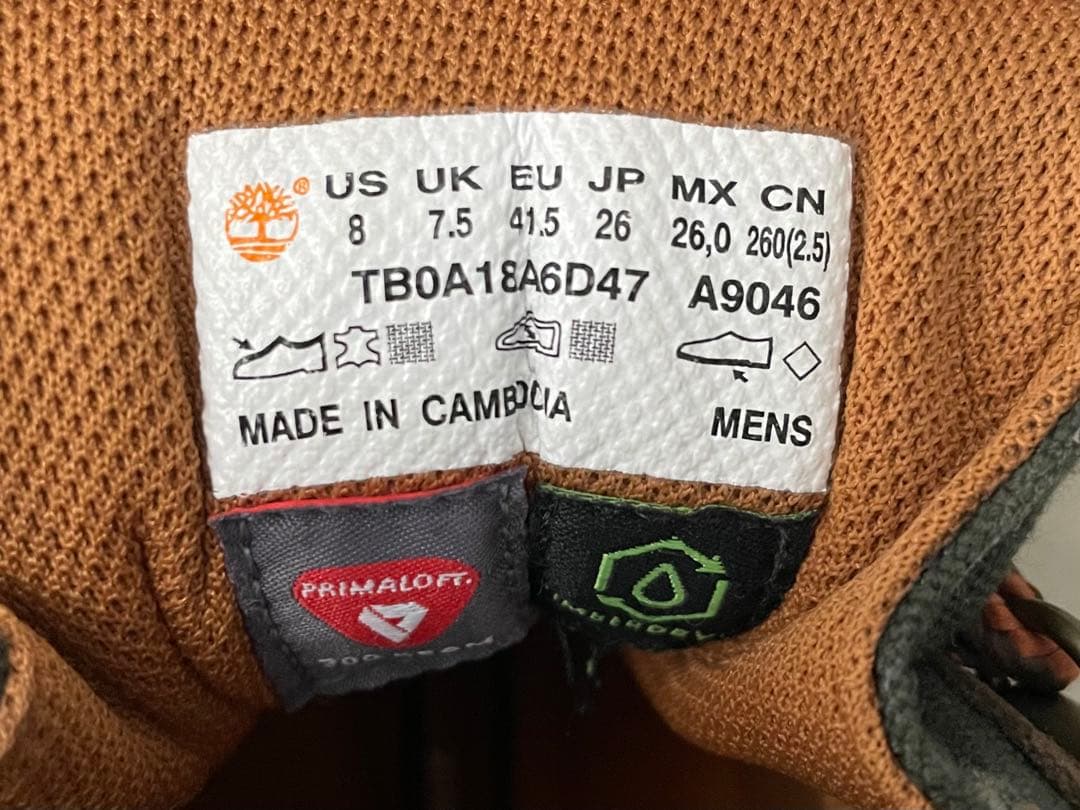 ® US UK EU JP MX CN
8 7.5 41.5 26 26,0 260(2.5)
TB0A18A6D47 A9046
MADE IN CAMBODIA MENS
PRIMALOFT.